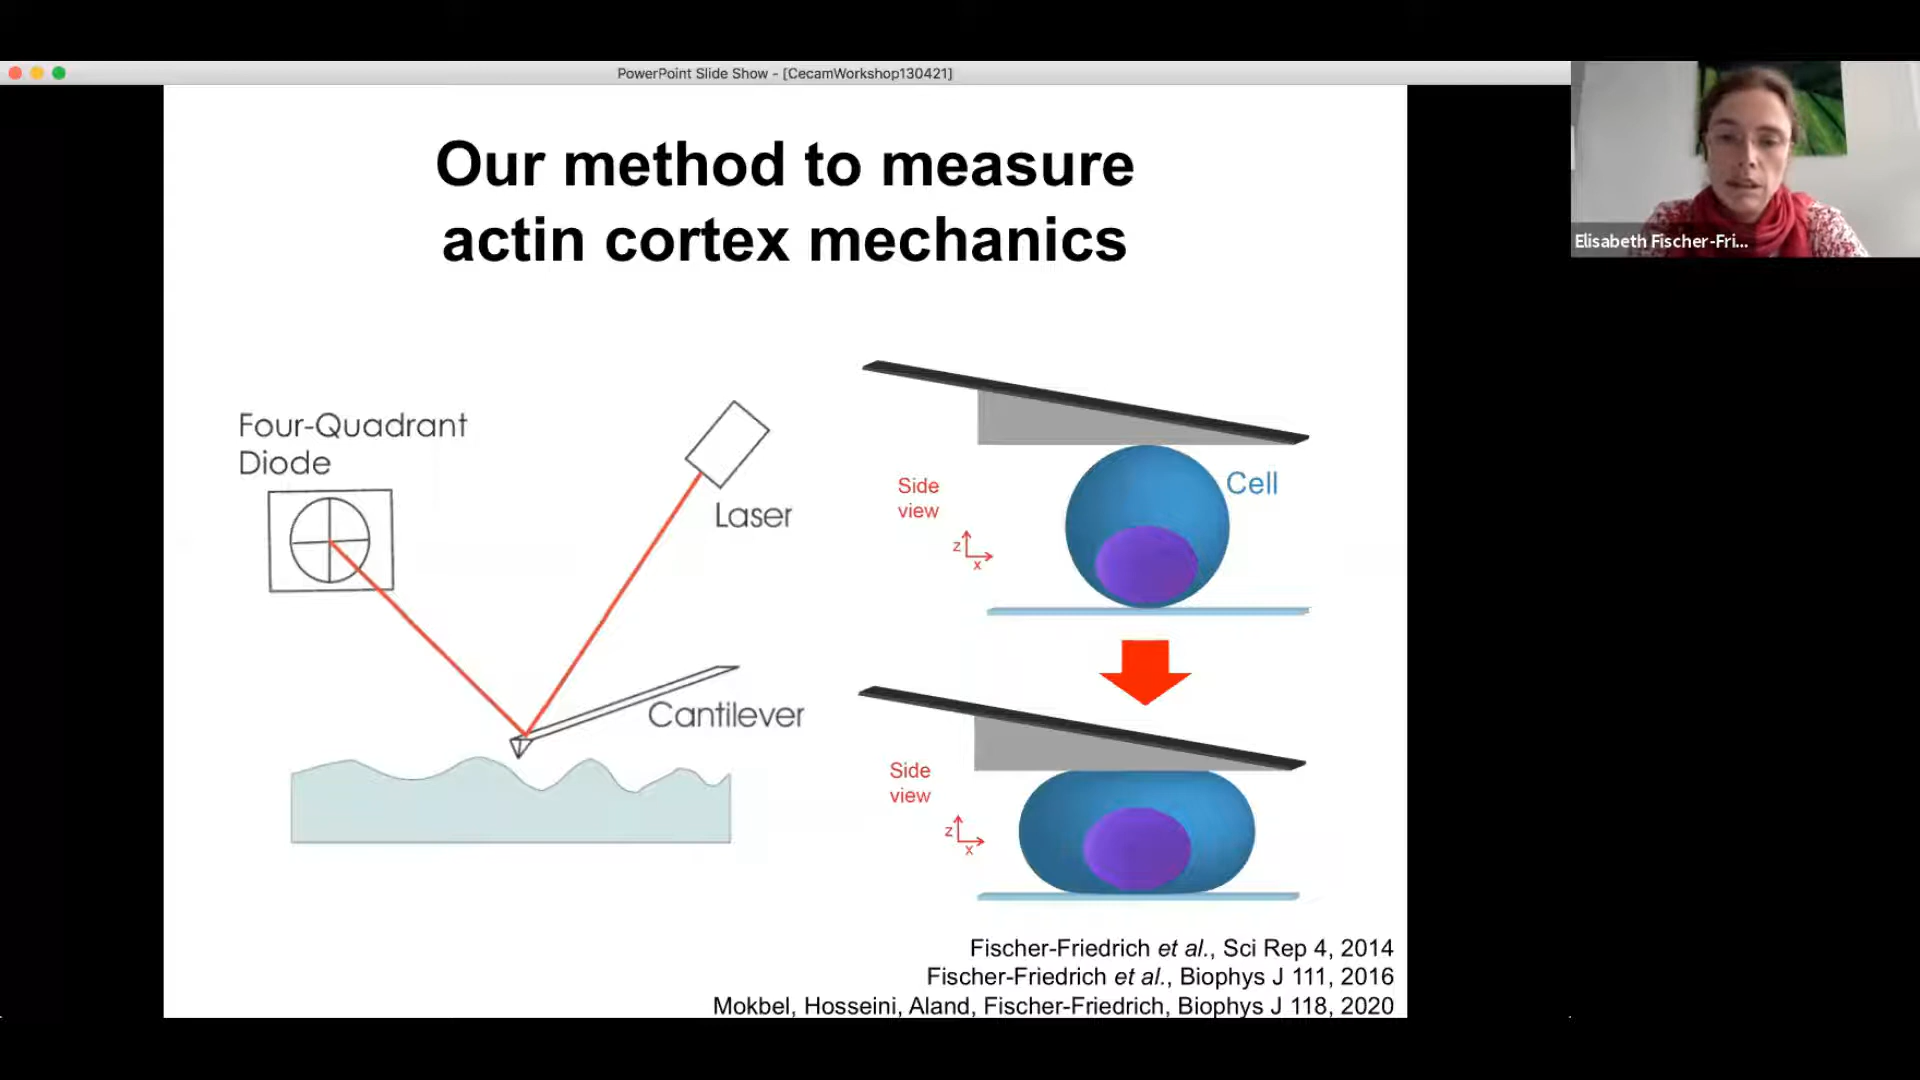 PowerPoint Slide Show - [CecamWorkshop130421]
Our method to measure
actin cortex mechanics
Four-Quadrant
Diode
Laser
Cantilever
Side
view
z
x
Cell
Side
view
z
x
Fischer-Friedrich et al., Sci Rep 4, 2014
Fischer-Friedrich et al., Biophys J 111, 2016
Mokbel, Hosseini, Aland, Fischer-Friedrich, Biophys J 118, 2020
Elisabeth Fischer-Fri...